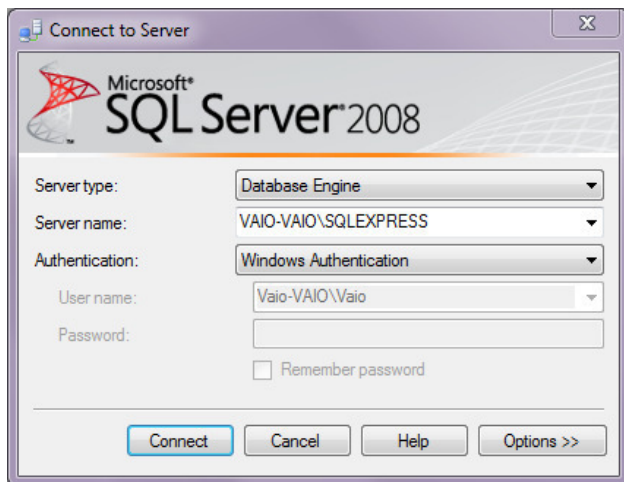 Connect to Server
Microsoft®
SQL Server® 2008
Server type: Database Engine
Server name: VAIO-VAIO\SQLEXPRESS
Authentication: Windows Authentication
User name: Vaio-VAIO\Vaio
Password:
Remember password
Connect Cancel Help Options >>